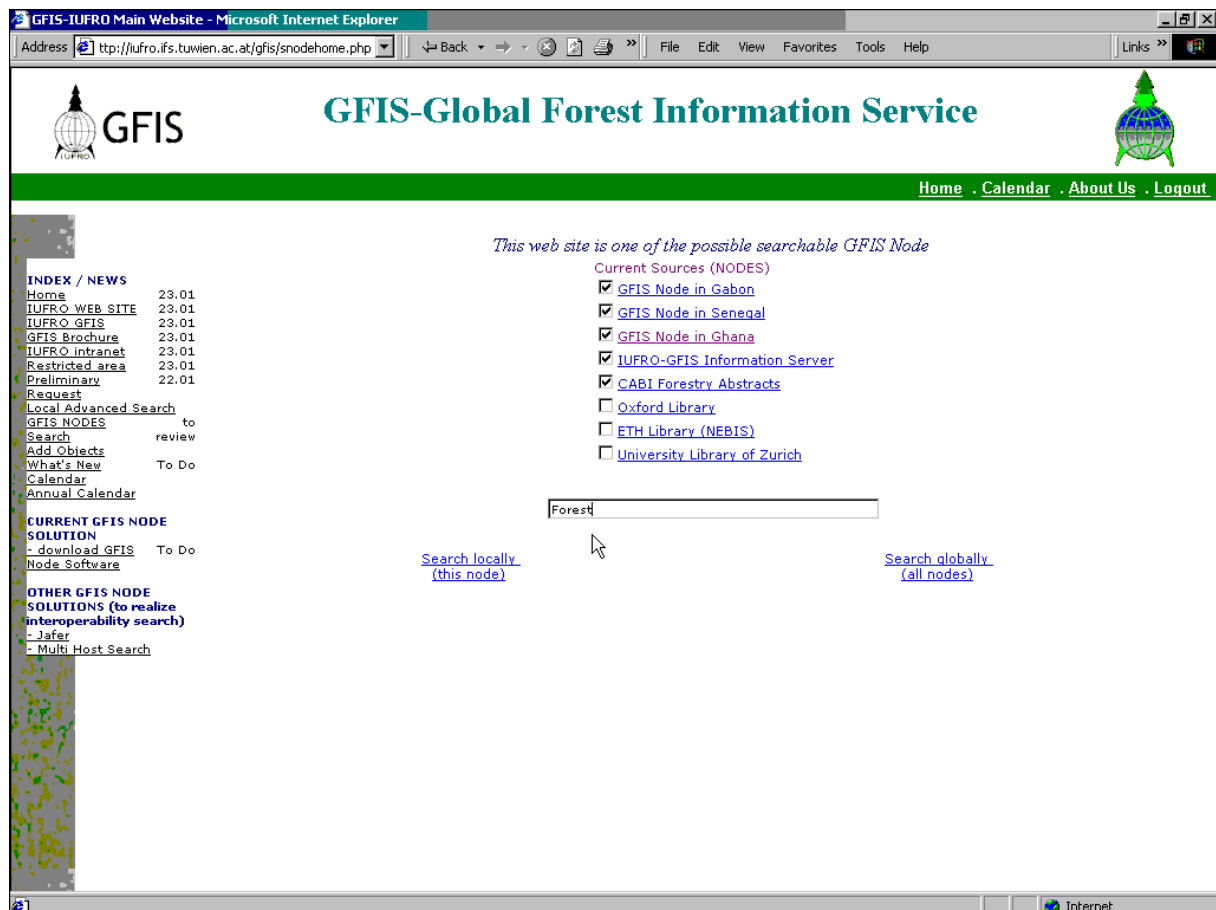 GFIS-IUFRO Main Website - Microsoft Internet Explorer
Address ttp://iufro.ifs.tuwien.ac.at/gfis/snodehome.php Back » File Edit View Favorites Tools Help Links »
GFIS
IUFRO
GFIS-Global Forest Information Service
Home . Calendar . About Us . Logout
This web site is one of the possible searchable GFIS Node
Current Sources (NODES)
GFIS Node in Gabon
GFIS Node in Senegal
GFIS Node in Ghana
IUFRO-GFIS Information Server
CABI Forestry Abstracts
Oxford Library
ETH Library (NEBIS)
University Library of Zurich
Forest
Search locally
(this node)
Search globally
(all nodes)
INDEX / NEWS
Home 23.01
IUFRO WEB SITE 23.01
IUFRO GFIS 23.01
GFIS Brochure 23.01
IUFRO intranet 23.01
Restricted area 23.01
Preliminary 22.01
Request
Local Advanced Search
GFIS NODES to
Search review
Add Objects
What's New To Do
Calendar
Annual Calendar
CURRENT GFIS NODE
SOLUTION
- download GFIS To Do
Node Software
OTHER GFIS NODE
SOLUTIONS (to realize
interoperability search)
- Jafer
- Multi Host Search
Internet